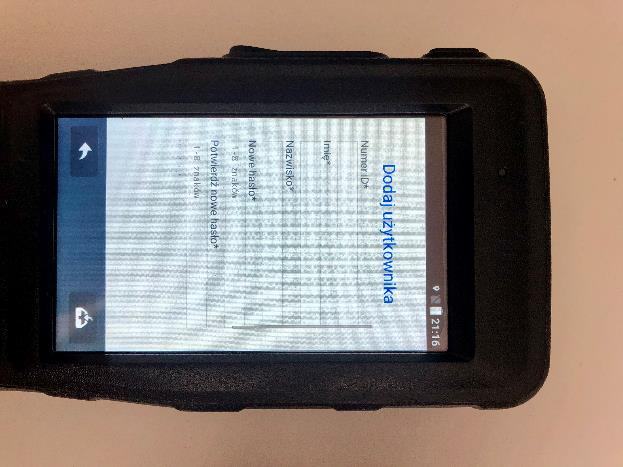 21:16
Dodaj użytkownika
Numer ID*
Imię*
Nazwisko*
Nowe hasło*
1-8 znaków
Potwierdź nowe hasło*
1-8 znaków